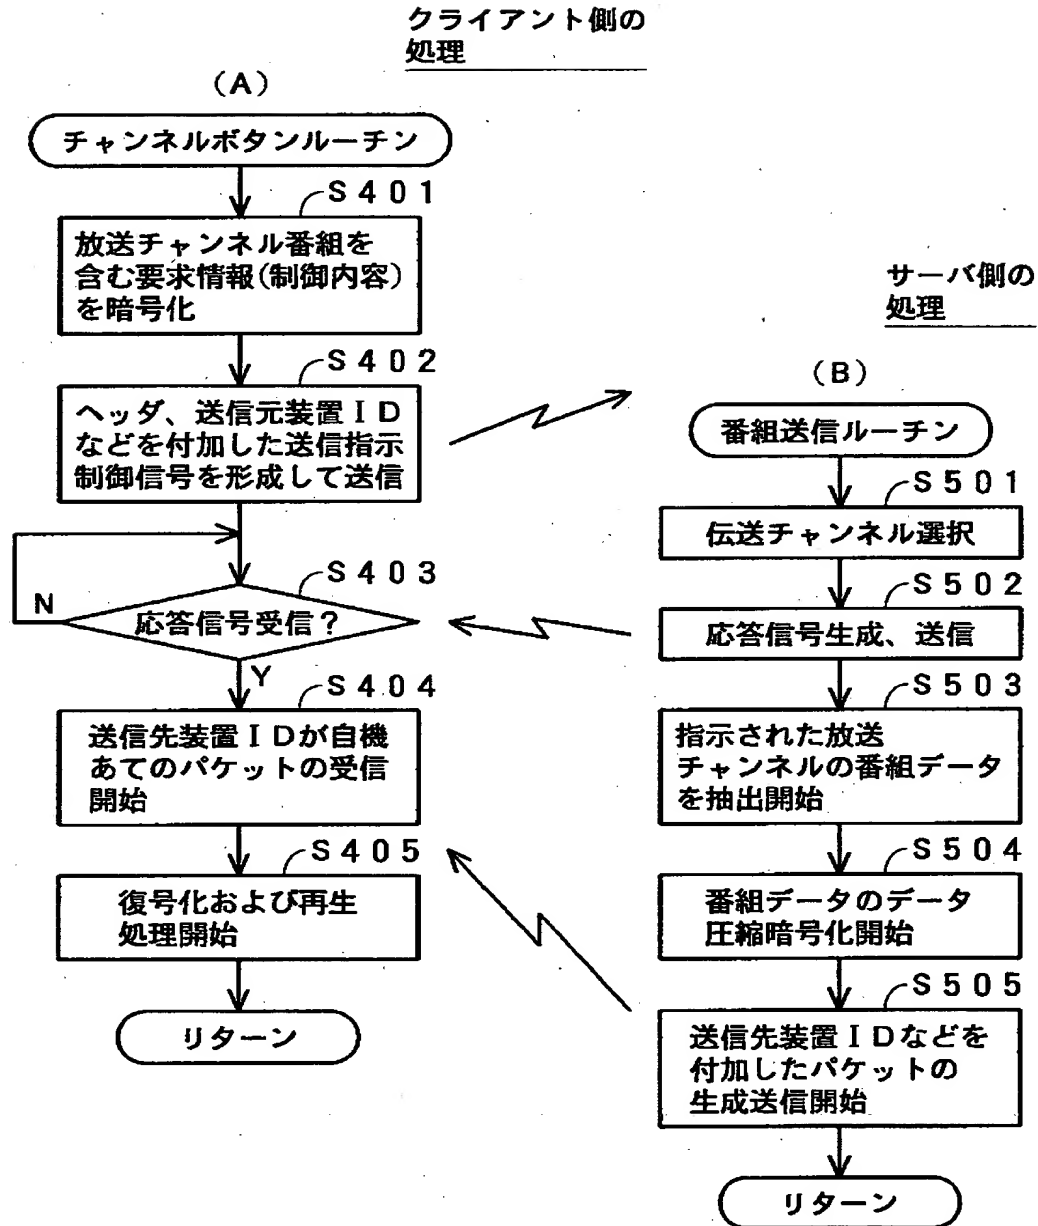 クライアント側の
処理
(A)
チャンネルボタンルーチン
S401
放送チャンネル番組を
含む要求情報(制御内容)
を暗号化
S402
ヘッダ、送信元装置ID
などを付加した送信指示
制御信号を形成して送信
S403
応答信号受信?
N
Y
S404
送信先装置IDが自機
あてのパケットの受信
開始
S405
復号化および再生
処理開始
リターン
サーバ側の
処理
(B)
番組送信ルーチン
S501
伝送チャンネル選択
S502
応答信号生成、送信
S503
指示された放送
チャンネルの番組データ
を抽出開始
S504
番組データのデータ
圧縮暗号化開始
S505
送信先装置IDなどを
付加したパケットの
生成送信開始
リターン